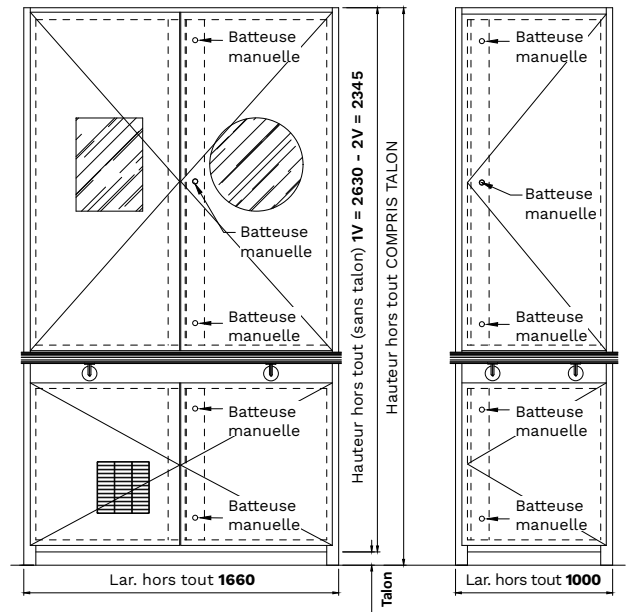 Batteuse
manuelle
Batteuse
manuelle
Batteuse
manuelle
Batteuse
manuelle
Batteuse
manuelle
Lar. hors tout 1660
Hauteur hors tout (sans talon) 1V = 2630 - 2V = 2345
Hauteur hors tout COMPRIS TALON
Talon
Batteuse
manuelle
Batteuse
manuelle
Batteuse
manuelle
Batteuse
manuelle
Batteuse
manuelle
Lar. hors tout 1000